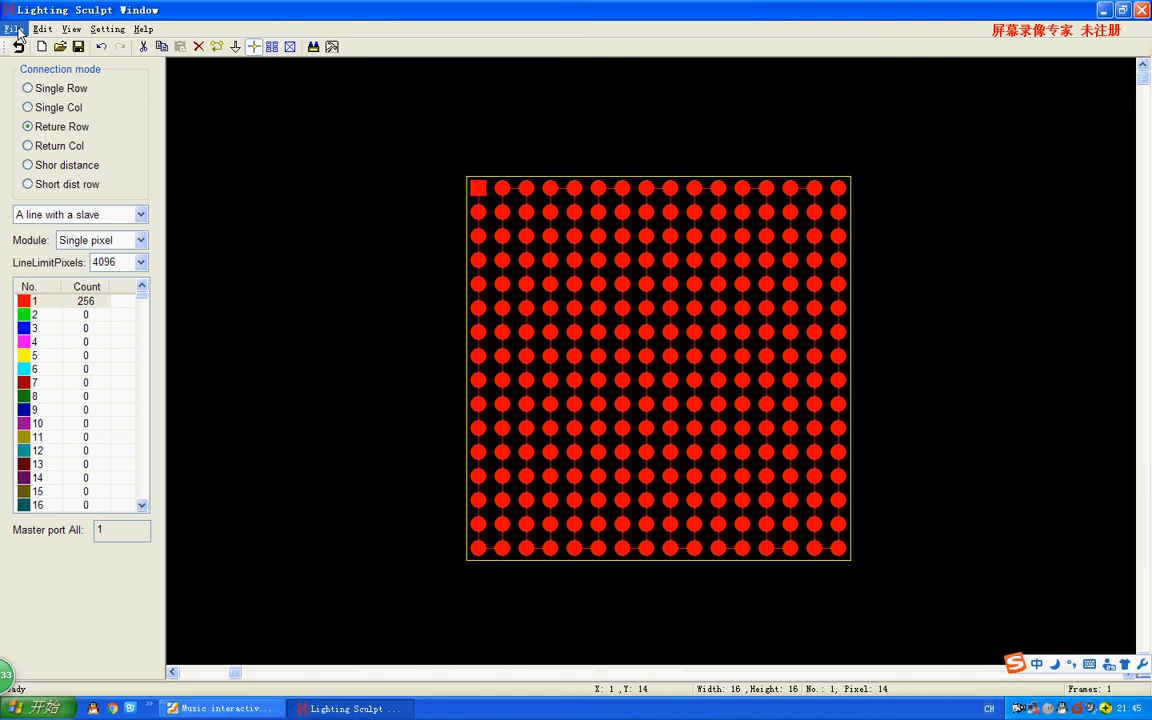 Lighting Sculpt Window
File Edit View Setting Help
屏幕录像专家 未注册
Connection mode
Single Row
Single Col
Reture Row
Return Col
Shor distance
Short dist row
A line with a slave
Module: Single pixel
LineLimitPixels: 4096
No. Count
1 256
2 0
3 0
4 0
5 0
6 0
7 0
8 0
9 0
10 0
11 0
12 0
13 0
14 0
15 0
16 0
Master port All: 1
33
中
X: 1 ,Y: 14 Width: 16 ,Height: 16 No.: 1, Pixel: 14 Frames: 1
开始 Music interactiv... Lighting Sculpt ... CH 21:45